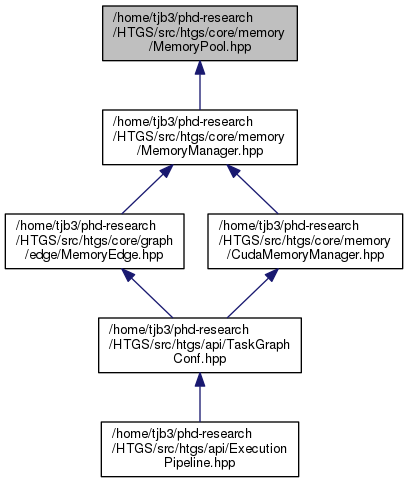 /home/tjb3/phd-research
/HTGS/src/htgs/core/memory
/MemoryPool.hpp
/home/tjb3/phd-research
/HTGS/src/htgs/core/memory
/MemoryManager.hpp
/home/tjb3/phd-research
/HTGS/src/htgs/core/graph
/edge/MemoryEdge.hpp
/home/tjb3/phd-research
/HTGS/src/htgs/core/memory
/CudaMemoryManager.hpp
/home/tjb3/phd-research
/HTGS/src/htgs/api/TaskGraph
Conf.hpp
/home/tjb3/phd-research
/HTGS/src/htgs/api/Execution
Pipeline.hpp